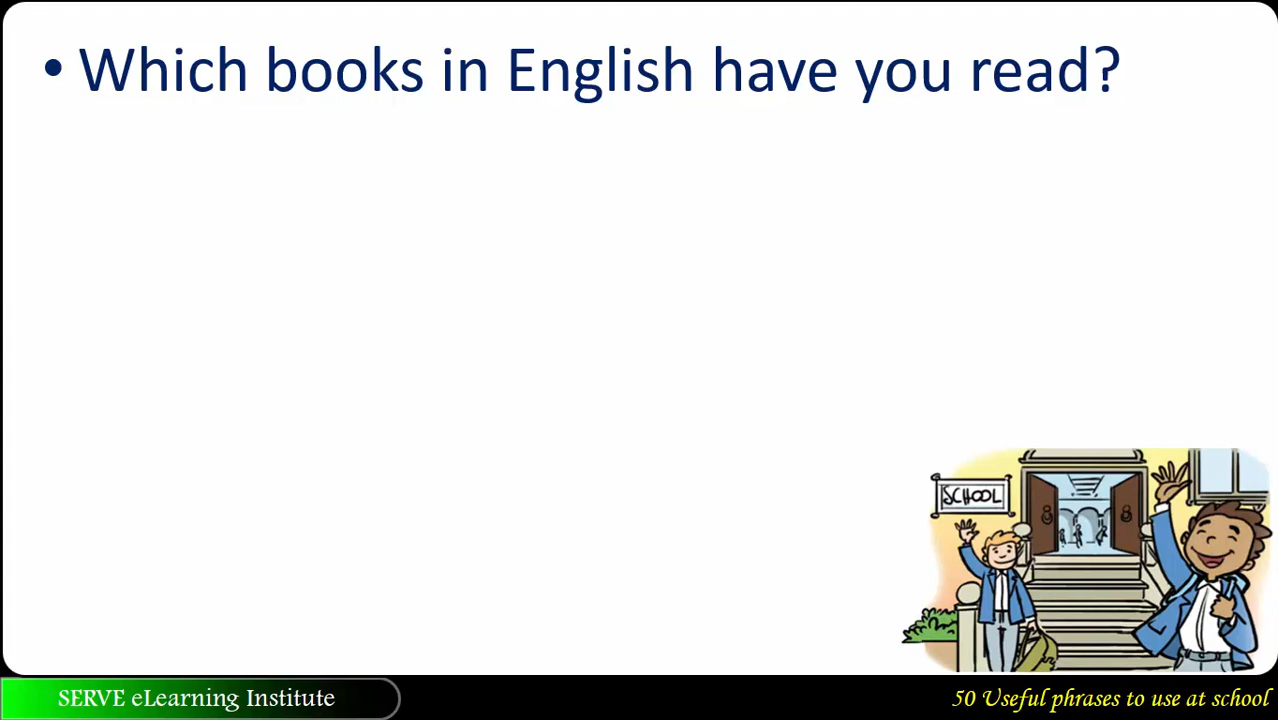 • Which books in English have you read?
SCHOOL
SERVE eLearning Institute
50 Useful phrases to use at school